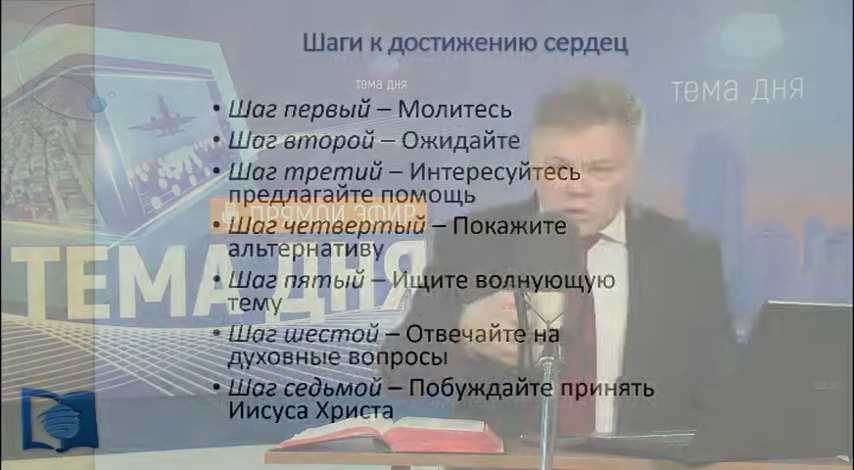 Шаги к достижению сердец
тема дня
тема дня
• Шаг первый – Молитесь
• Шаг второй – Ожидайте
• Шаг третий – Интересуйтесь
предлагайте помощь
ПРЯМОЙ ЭФИР
• Шаг четвертый – Покажите
альтернативу
ТЕМА ДНЯ
• Шаг пятый – Ищите волнующую
тему
• Шаг шестой – Отвечайте на
духовные вопросы
• Шаг седьмой – Побуждайте принять
Иисуса Христа